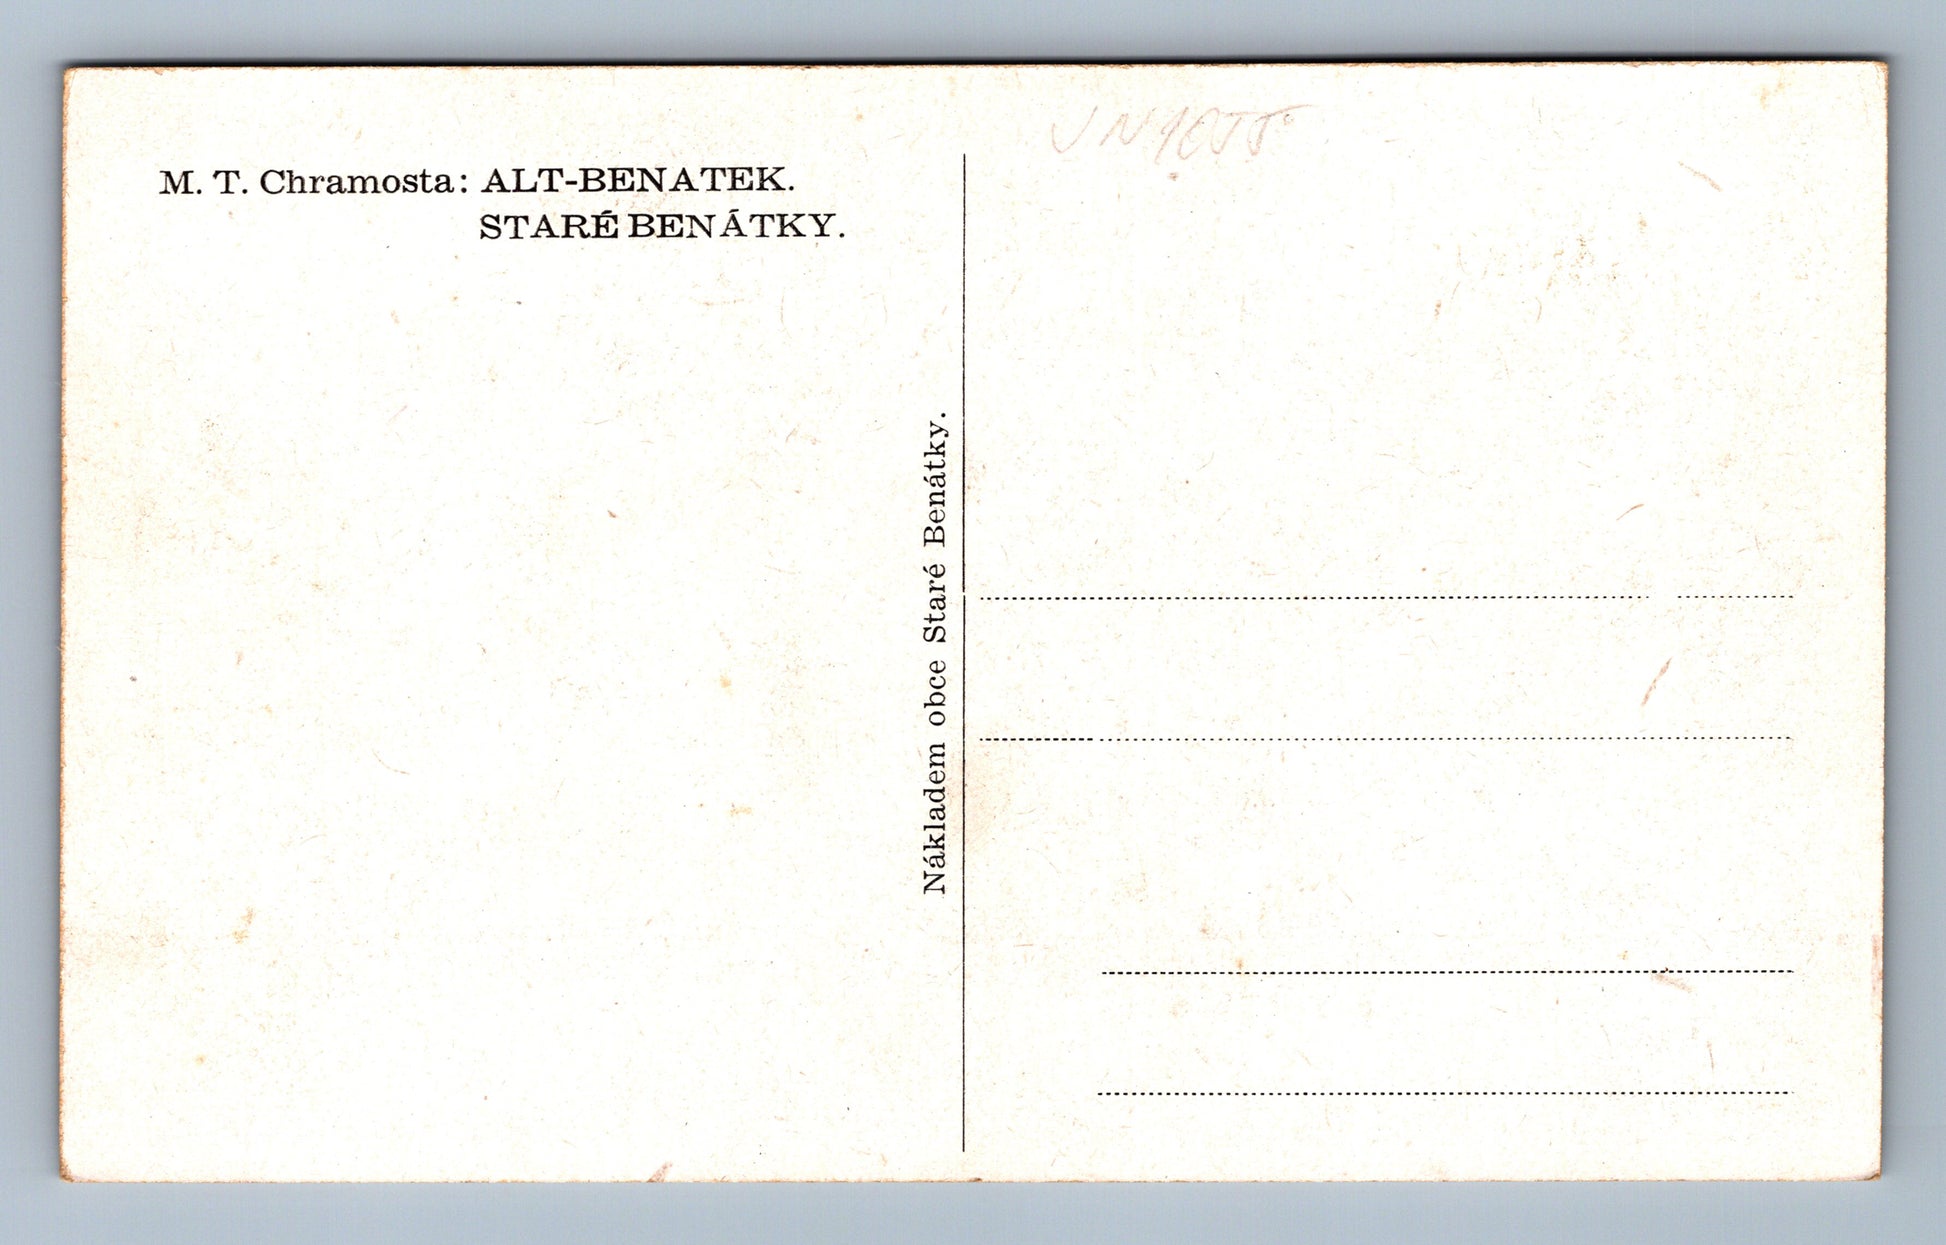 M. T. Chramosta: ALT-BENATEK.
STARÉ BENÁTKY.
Nákladem obce Staré Benátky.